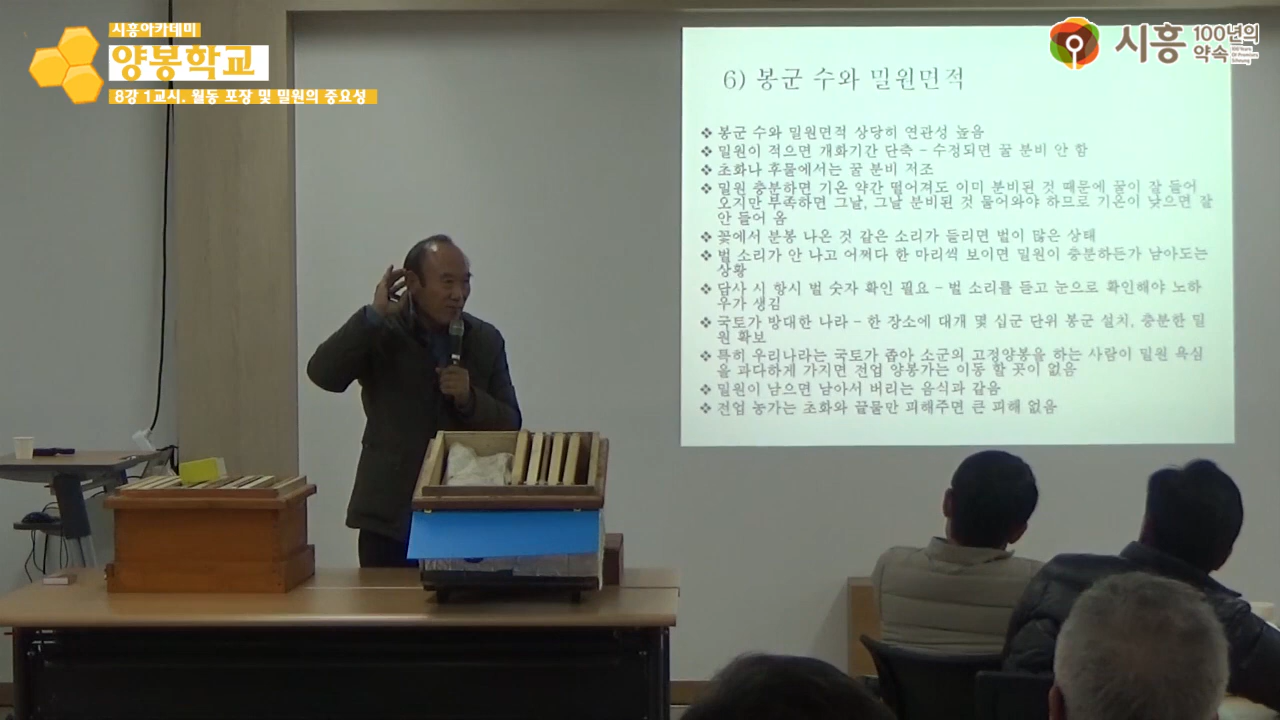 시흥아카데미
양봉학교
8강 1교시. 월동 포장 및 밀원의 중요성
시흥 100년의 약속
6) 봉군 수와 밀원면적
❖ 봉군 수와 밀원면적 상당히 연관성 높음
❖ 밀원이 적으면 개화기간 단축 – 수정되면 꿀 분비 안 함
❖ 초화나 후물에서는 꿀 분비 저조
❖ 밀원 충분하면 기온 약간 떨어져도 이미 분비된 것 때문에 꿀이 잘 들어
오지만 부족하면 그날, 그날 분비된 것 물어와야 하므로 기온이 낮으면 잘
안 들어 옴
❖ 꽃에서 분봉 나온 것 같은 소리가 들리면 벌이 많은 상태
❖ 벌 소리가 안 나고 어쩌다 한 마리씩 보이면 밀원이 충분하든가 남아도는
상황
❖ 답사 시 항시 벌 숫자 확인 필요 – 벌 소리를 듣고 눈으로 확인해야 노하
우가 생김
❖ 국토가 방대한 나라 – 한 장소에 대개 몇 십군 단위 봉군 설치, 충분한 밀
원 확보
❖ 특히 우리나라는 국토가 좁아 소군의 고정양봉을 하는 사람이 밀원 욕심
을 과다하게 가지면 전업 양봉가는 이동 할 곳이 없음
❖ 밀원이 남으면 남아서 버리는 음식과 같음
❖ 전업 농가는 초화와 끝물만 피해주면 큰 피해 없음